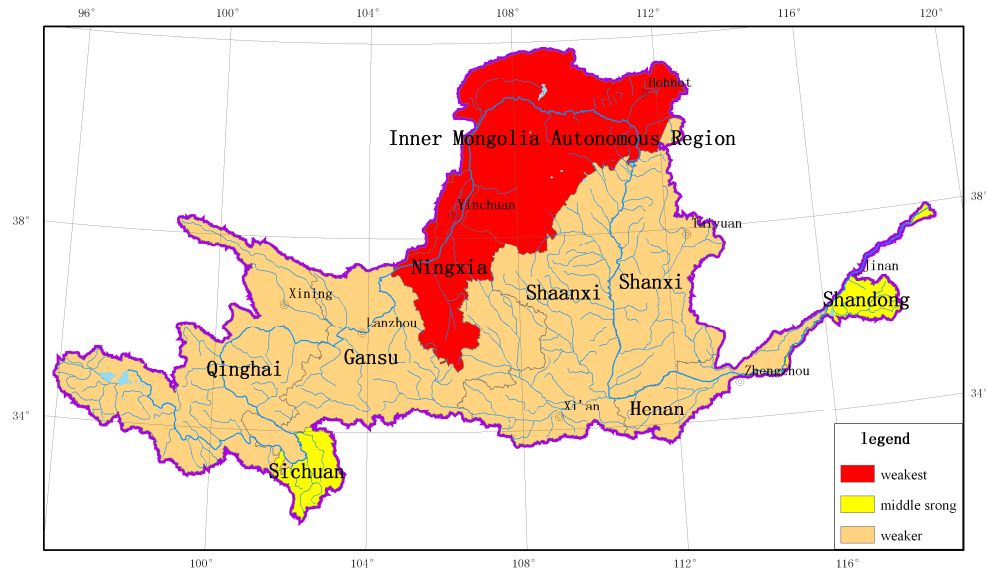 96° 100° 104° 108° 112° 116° 120°
Hohhot
Inner Mongolia Autonomous Region
38° 38°
Yinchuan
Taiyuan
Ningxia
Jinan
Xining
Shaanxi
Shanxi
Shandong
Lanzhou
Gansu
Qinghai
Zhengzhou
34° 34°
Xi'an
Henan
legend
Sichuan
weakest
middle srong
weaker
100° 104° 108° 112° 116°